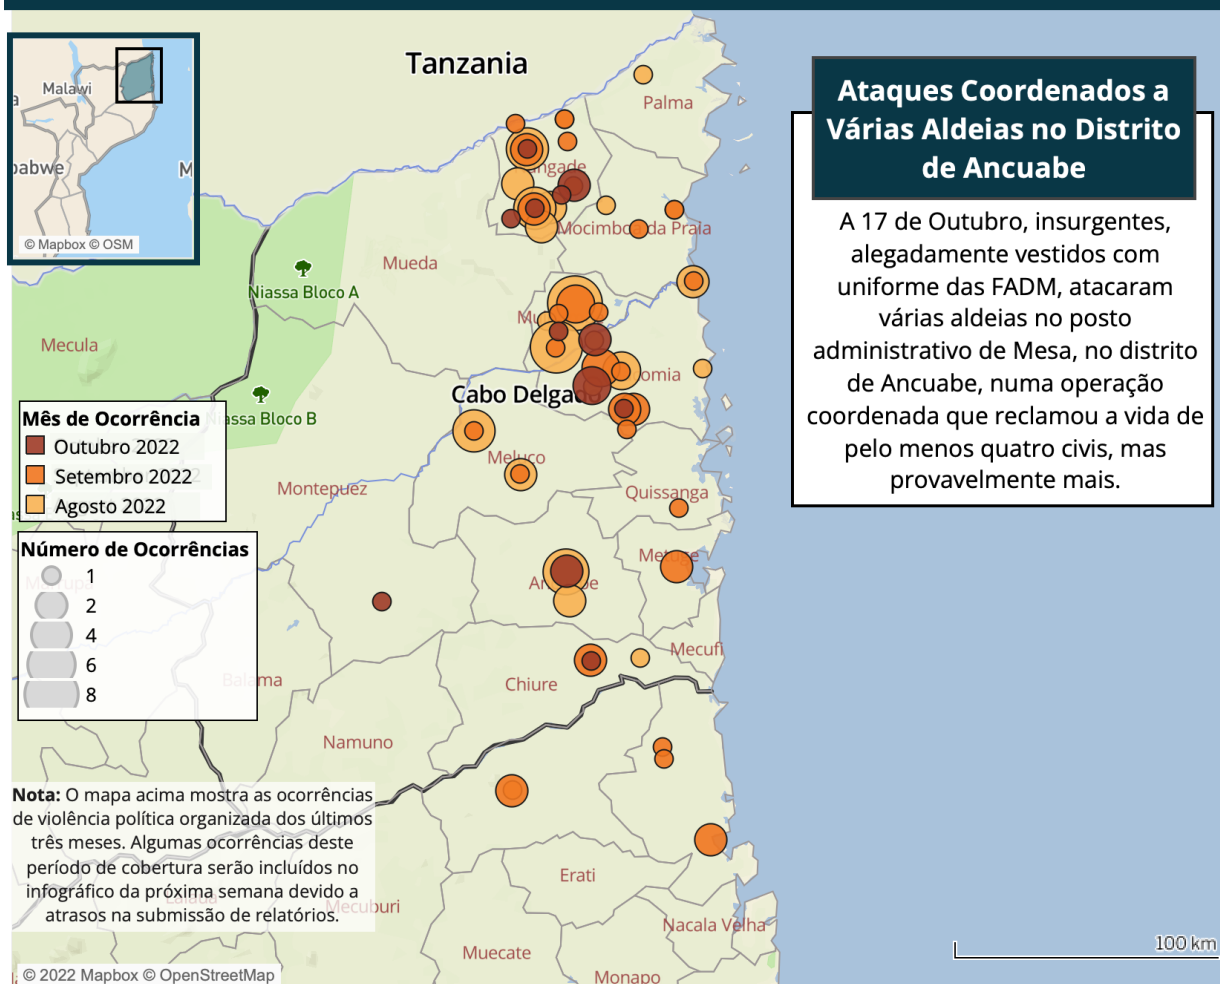 Malawi
© Mapbox © OSM
Tanzania
Palma
Mocimboa da Praia
Mueda
Niassa Bloco A
Mecula
Cabo Delgado
Niassa Bloco B
Meluco
Montepuez
Quissanga
Metuge
Mecufi
Balama
Chiure
Namuno
Erati
Mecuburi
Nacala Velha
Muecate
Monapo
100 km
Ataques Coordenados a
Várias Aldeias no Distrito
de Ancuabe
A 17 de Outubro, insurgentes,
alegadamente vestidos com
uniforme das FADM, atacaram
várias aldeias no posto
administrativo de Mesa, no distrito
de Ancuabe, numa operação
coordenada que reclamou a vida de
pelo menos quatro civis, mas
provavelmente mais.
Mês de Ocorrência
Outubro 2022
Setembro 2022
Agosto 2022
Número de Ocorrências
1
2
4
6
8
Nota: O mapa acima mostra as ocorrências
de violência política organizada dos últimos
três meses. Algumas ocorrências deste
período de cobertura serão incluídos no
infográfico da próxima semana devido a
atrasos na submissão de relatórios.
© 2022 Mapbox © OpenStreetMap